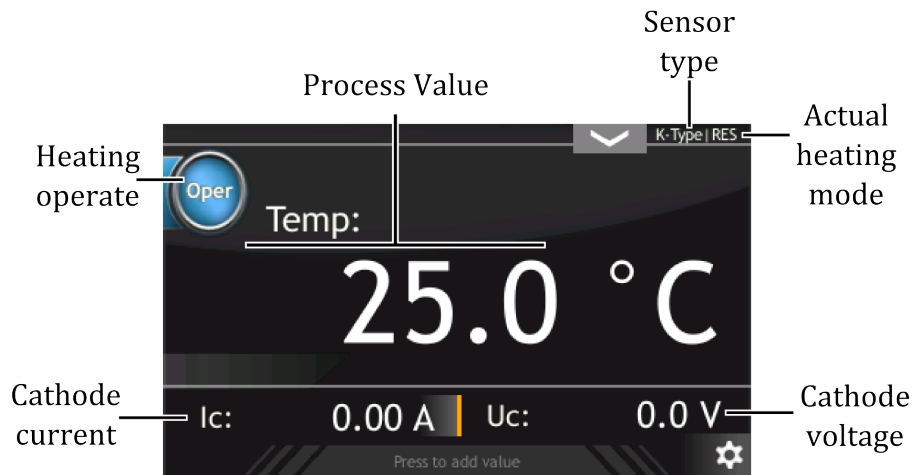 Sensor
type
Process Value
K-Type|RES
Actual
heating
mode
Heating
operate
Oper
Temp:
25.0 °C
Cathode
current
Ic:
0.00 A
Uc:
0.0 V
Cathode
voltage
Press to add value